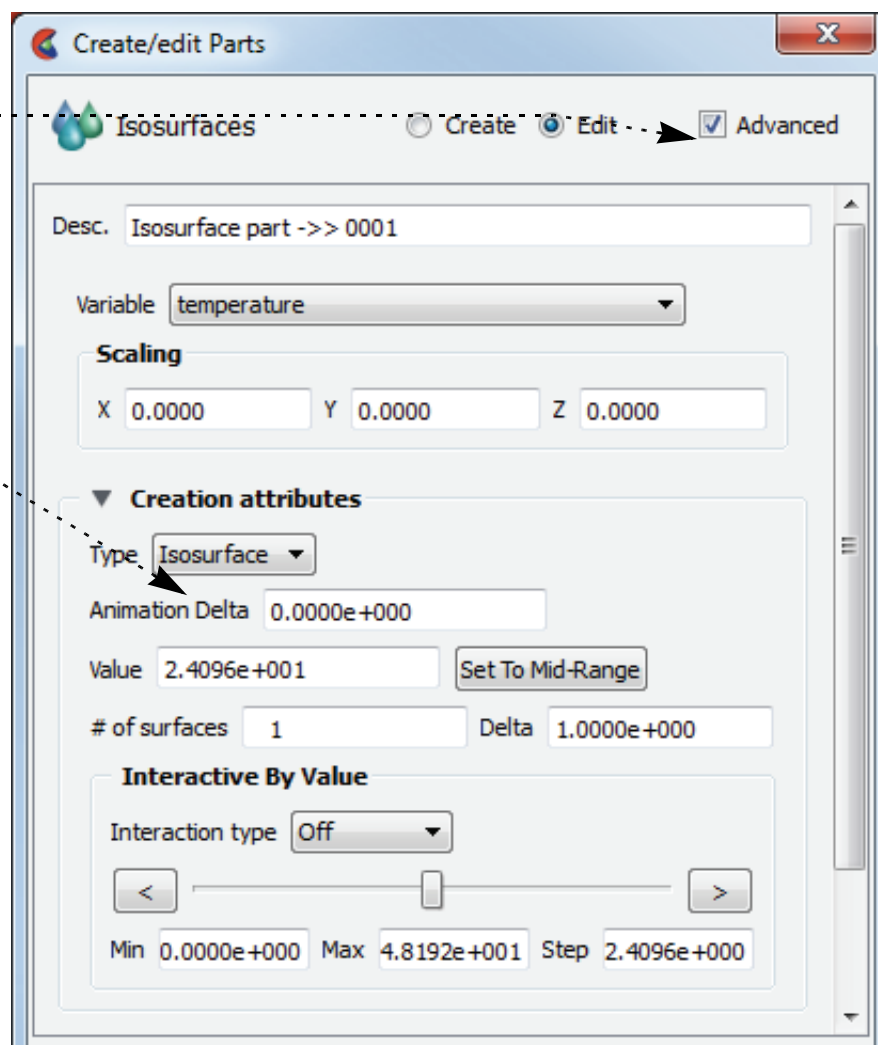 Create/edit Parts
Isosurfaces Create Edit Advanced
Desc. Isosurface part ->> 0001
Variable temperature
Scaling
X 0.0000 Y 0.0000 Z 0.0000
Creation attributes
Type Isosurface
Animation Delta 0.0000e+000
Value 2.4096e+001 Set To Mid-Range
# of surfaces 1 Delta 1.0000e+000
Interactive By Value
Interaction type Off
< >
Min 0.0000e+000 Max 4.8192e+001 Step 2.4096e+000